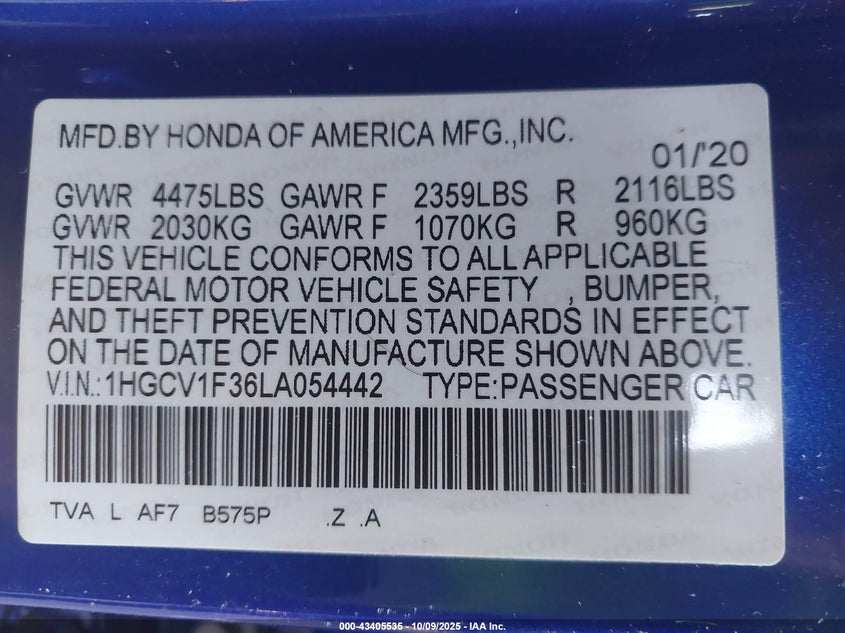 MFD.BY HONDA OF AMERICA MFG.,INC.
01/'20
GVWR 4475LBS GAWR F 2359LBS R 2116LBS
GVWR 2030KG GAWR F 1070KG R 960KG
THIS VEHICLE CONFORMS TO ALL APPLICABLE
FEDERAL MOTOR VEHICLE SAFETY , BUMPER,
AND THEFT PREVENTION STANDARDS IN EFFECT
ON THE DATE OF MANUFACTURE SHOWN ABOVE.
V.I.N.:1HGCV1F36LA054442 TYPE:PASSENGER CAR
TVA L AF7 B575P .Z .A
000-43405535 - 10/09/2025 - IAA Inc.